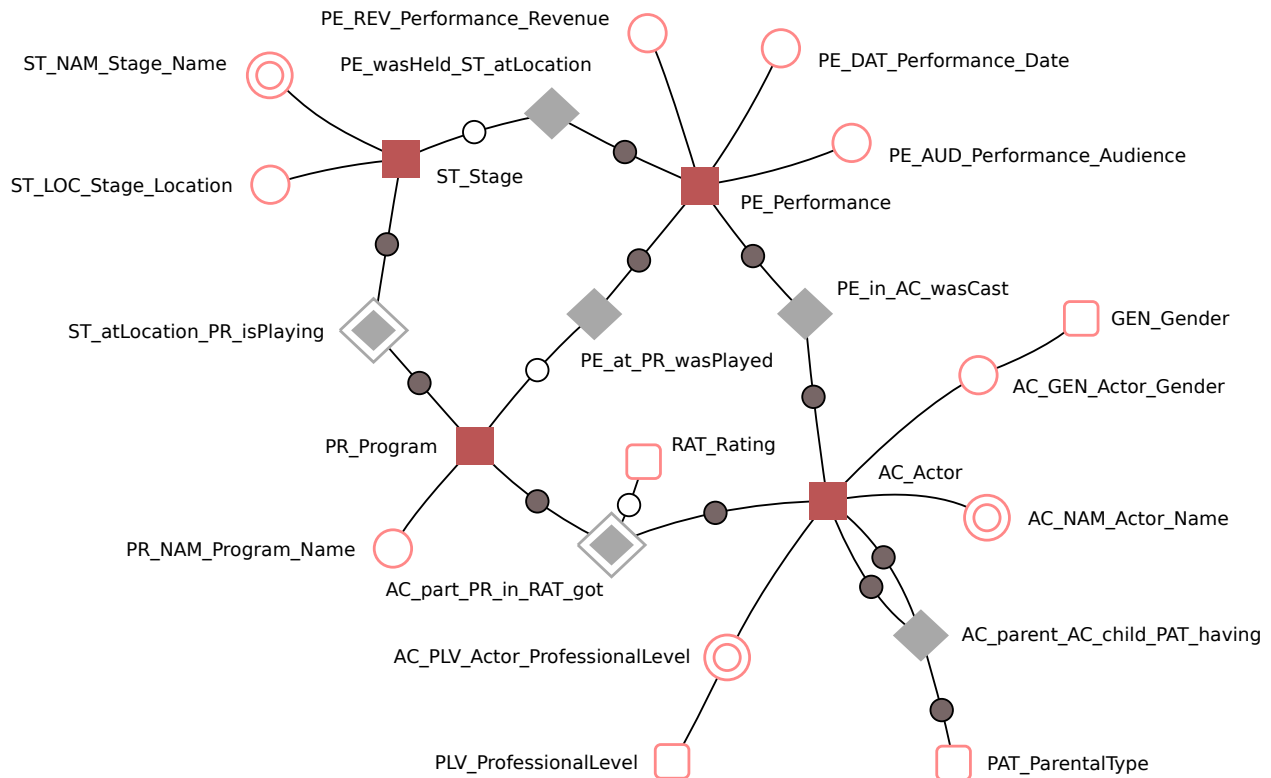 PE_REV_Performance_Revenue
ST_NAM_Stage_Name
PE_wasHeld_ST_atLocation
PE_DAT_Performance_Date
PE_AUD_Performance_Audience
ST_Stage
ST_LOC_Stage_Location
PE_Performance
PE_in_AC_wasCast
GEN_Gender
ST_atLocation_PR_isPlaying
PE_at_PR_wasPlayed
AC_GEN_Actor_Gender
PR_Program
RAT_Rating
AC_Actor
AC_NAM_Actor_Name
PR_NAM_Program_Name
AC_part_PR_in_RAT_got
AC_parent_AC_child_PAT_having
AC_PLV_Actor_ProfessionalLevel
PLV_ProfessionalLevel
PAT_ParentalType